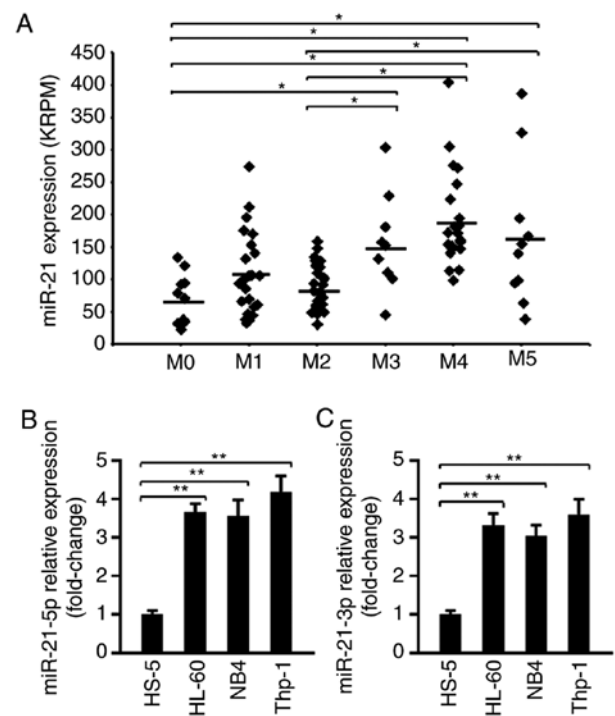 A
miR-21 expression (KRPM)
450
400
350
300
250
200
150
100
50
0
*
*
*
*
*
*
*
M0 M1 M2 M3 M4 M5
B
miR-21-5p relative expression
(fold-change)
5
4
3
2
1
0
**
**
**
HS-5
HL-60
NB4
Thp-1
C
miR-21-3p relative expression
(fold-change)
5
4
3
2
1
0
**
**
**
HS-5
HL-60
NB4
Thp-1